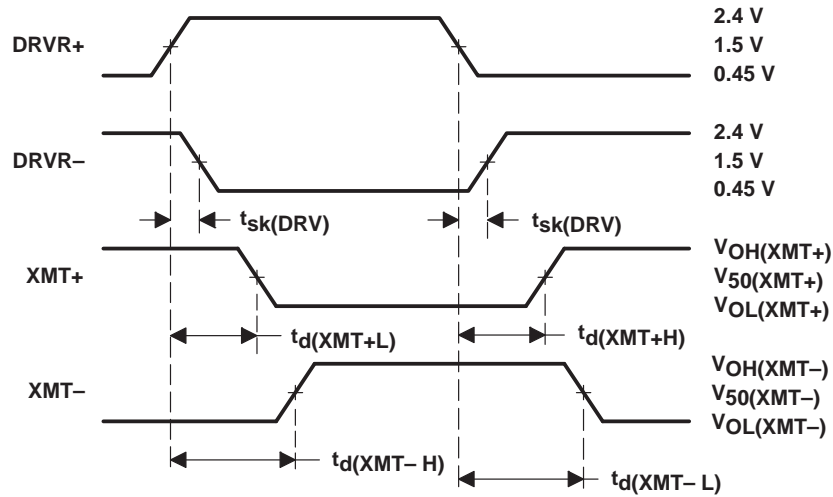 2.4 V
DRVR+ 1.5 V
0.45 V
2.4 V
DRVR– 1.5 V
0.45 V
tsk(DRV) tsk(DRV)
VOH(XMT+)
XMT+ V50(XMT+)
VOL(XMT+)
td(XMT+L) td(XMT+H)
VOH(XMT–)
XMT– V50(XMT–)
VOL(XMT–)
td(XMT– H)
td(XMT– L)